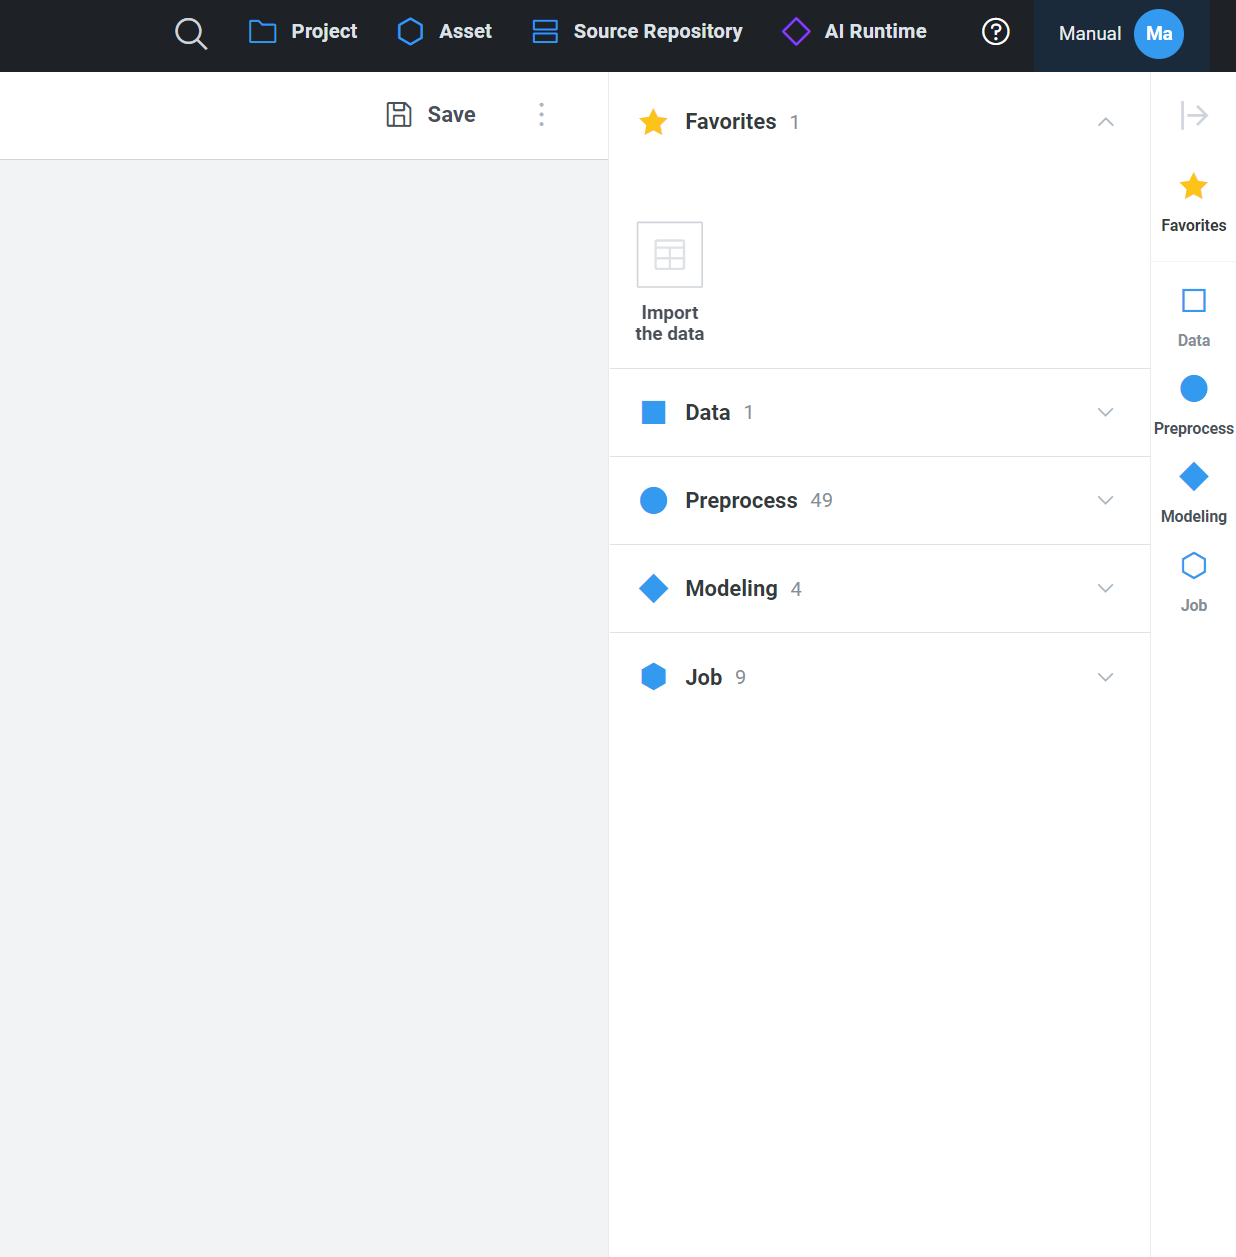 Project Asset Source Repository AI Runtime Manual Ma
Save
Favorites 1
Import
the data
Data 1
Preprocess 49
Modeling 4
Job 9
Favorites
Data
Preprocess
Modeling
Job